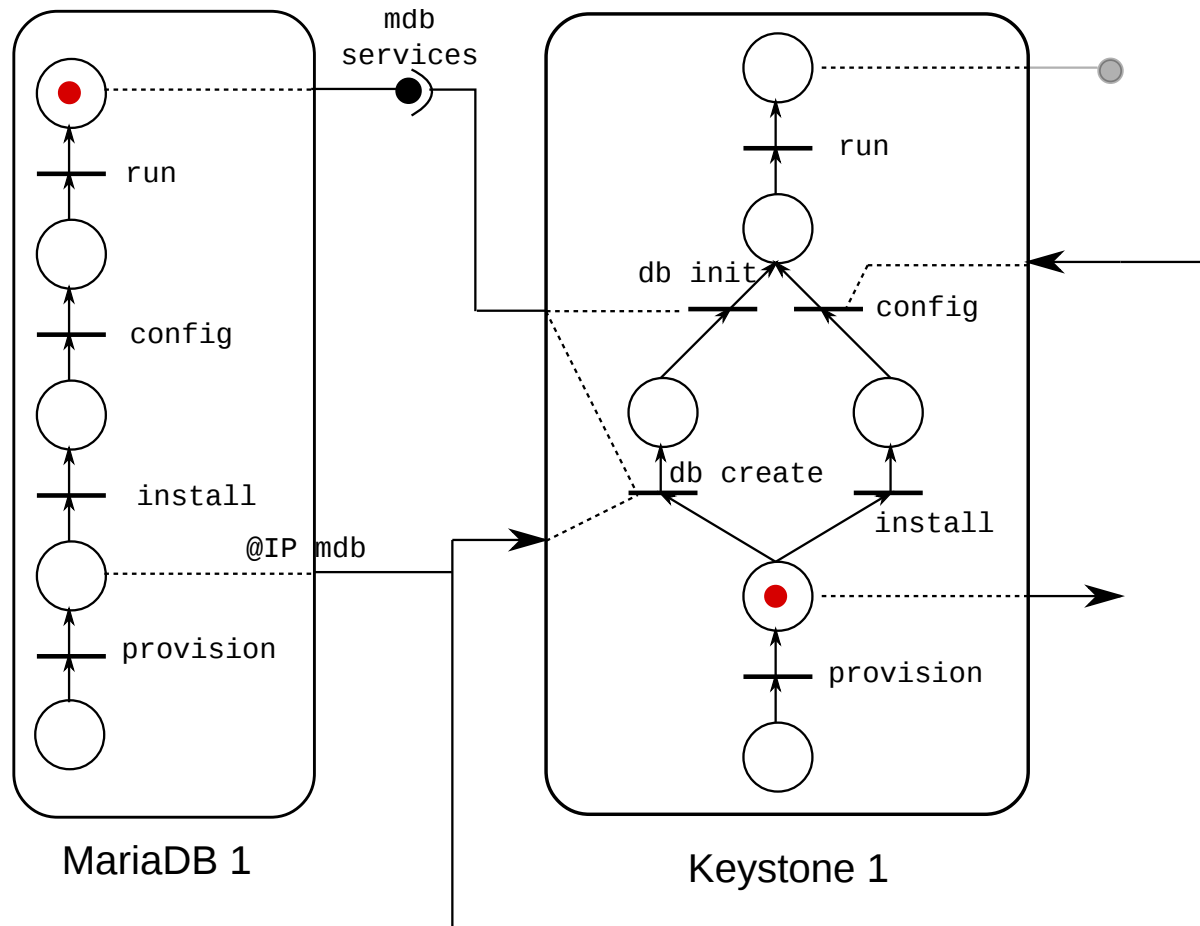 mdb
services
run
run
db init
config
config
db create
install
install
@IP mdb
provision
provision
MariaDB 1
Keystone 1